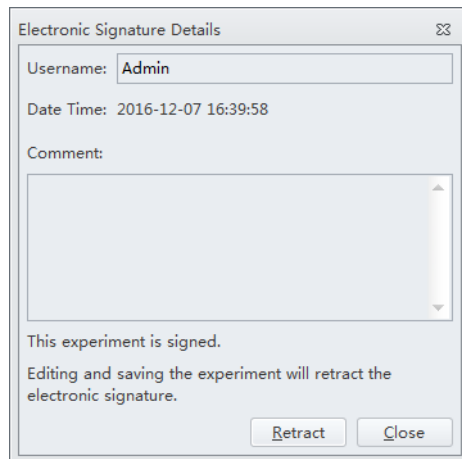 Electronic Signature Details
Username: Admin
Date Time: 2016-12-07 16:39:58
Comment:
This experiment is signed.
Editing and saving the experiment will retract the
electronic signature.
Retract Close